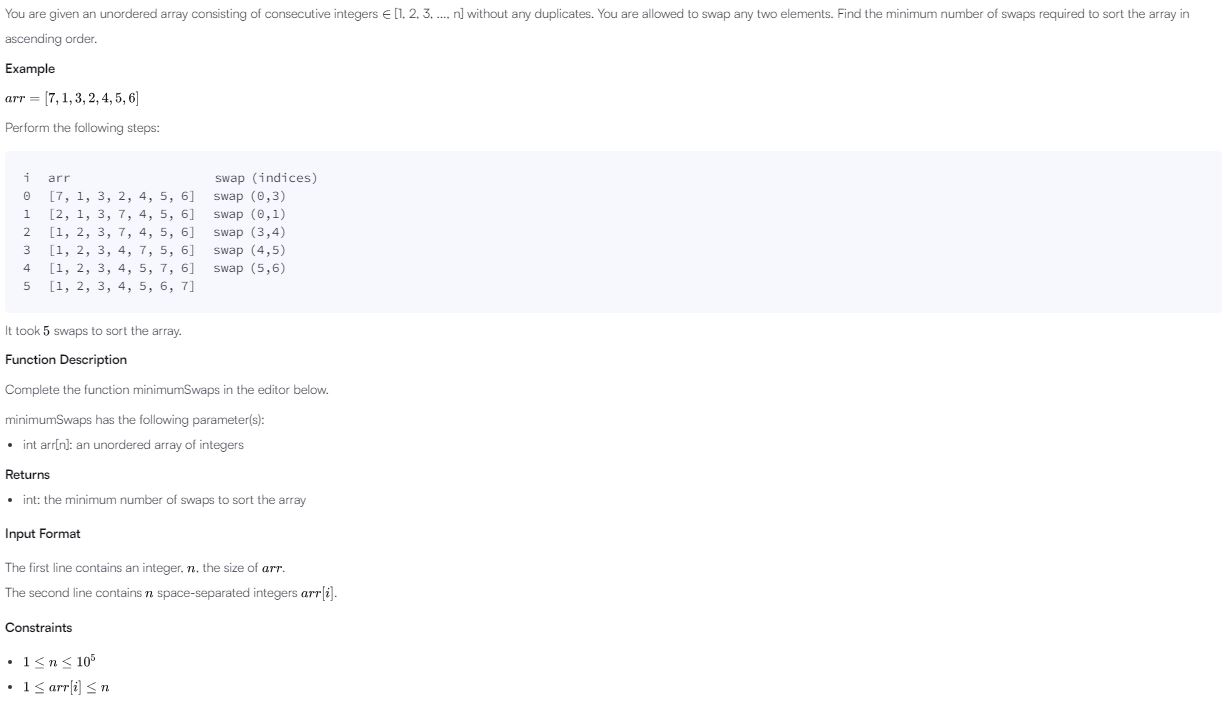 You are given an unordered array consisting of consecutive integers ∈ [1, 2, 3, ..., n] without any duplicates. You are allowed to swap any two elements. Find the minimum number of swaps required to sort the array in
ascending order.
Example
arr = [7, 1, 3, 2, 4, 5, 6]
Perform the following steps:
i   arr                         swap (indices)
0   [7, 1, 3, 2, 4, 5, 6]   swap (0,3)
1   [2, 1, 3, 7, 4, 5, 6]   swap (0,1)
2   [1, 2, 3, 7, 4, 5, 6]   swap (3,4)
3   [1, 2, 3, 4, 7, 5, 6]   swap (4,5)
4   [1, 2, 3, 4, 5, 7, 6]   swap (5,6)
5   [1, 2, 3, 4, 5, 6, 7]
It took 5 swaps to sort the array.
Function Description
Complete the function minimumSwaps in the editor below.
minimumSwaps has the following parameter(s):
• int arr[n]: an unordered array of integers
Returns
• int: the minimum number of swaps to sort the array
Input Format
The first line contains an integer, n, the size of arr.
The second line contains n space-separated integers arr[i].
Constraints
• 1 ≤ n ≤ 10⁵
• 1 ≤ arr[i] ≤ n